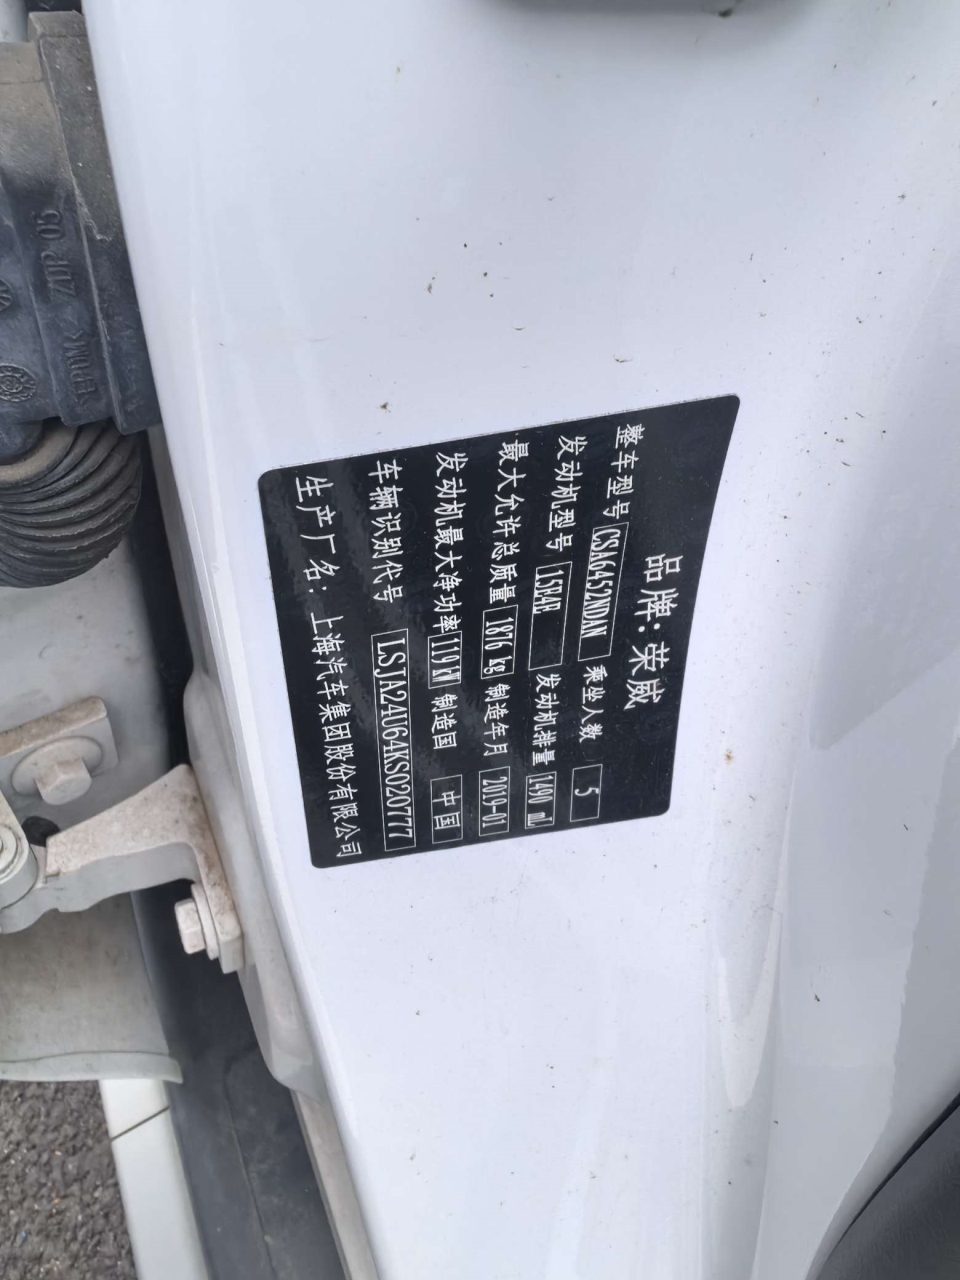 品牌: 荣威
整车型号 CSA6452NDAN 乘坐人数 5
发动机型号 15E4E 发动机排量 1490 mL
最大允许总质量 1876 kg 制造年月 2019-01
发动机最大净功率 119 kW 制造国 中国
车辆识别代号 LSJA24U64KS020777
生产厂名: 上海汽车集团股份有限公司